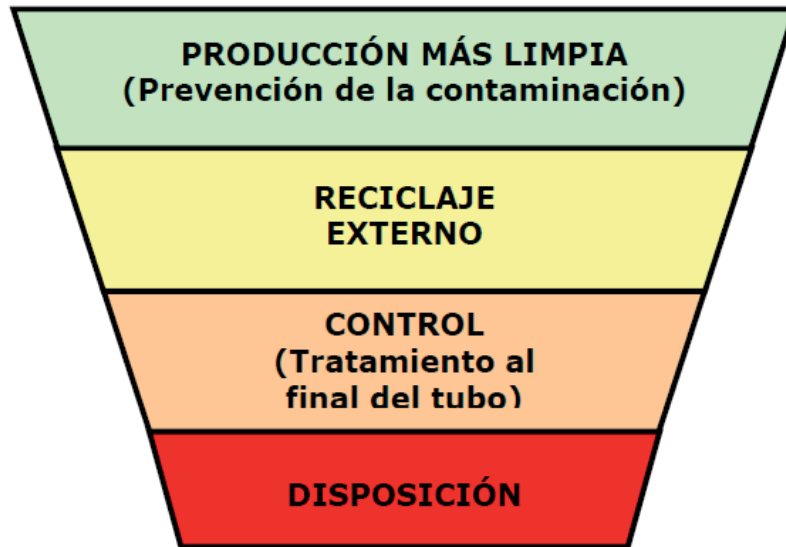 PRODUCCIÓN MÁS LIMPIA
(Prevención de la contaminación)
RECICLAJE
EXTERNO
CONTROL
(Tratamiento al
final del tubo)
DISPOSICIÓN